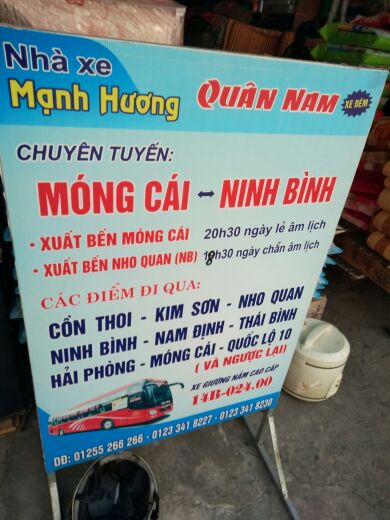 Nhà xe
Mạnh Hương
QUÂN NAM
XE ĐÊM
CHUYÊN TUYẾN:
MÓNG CÁI - NINH BÌNH
• XUẤT BẾN MÓNG CÁI 20h30 ngày lẻ âm lịch
• XUẤT BẾN NHO QUAN (NB) 18h30 ngày chẵn âm lịch
CÁC ĐIỂM ĐI QUA:
CỒN THOI - KIM SƠN - NHO QUAN
NINH BÌNH - NAM ĐỊNH - THÁI BÌNH
HẢI PHÒNG - MÓNG CÁI - QUỐC LỘ 10
( VÀ NGƯỢC LẠI)
XE GIƯỜNG NẰM CAO CẤP
14B-024.00
DĐ: 01255 266 266 - 0123 341 8227 - 0123 341 8230